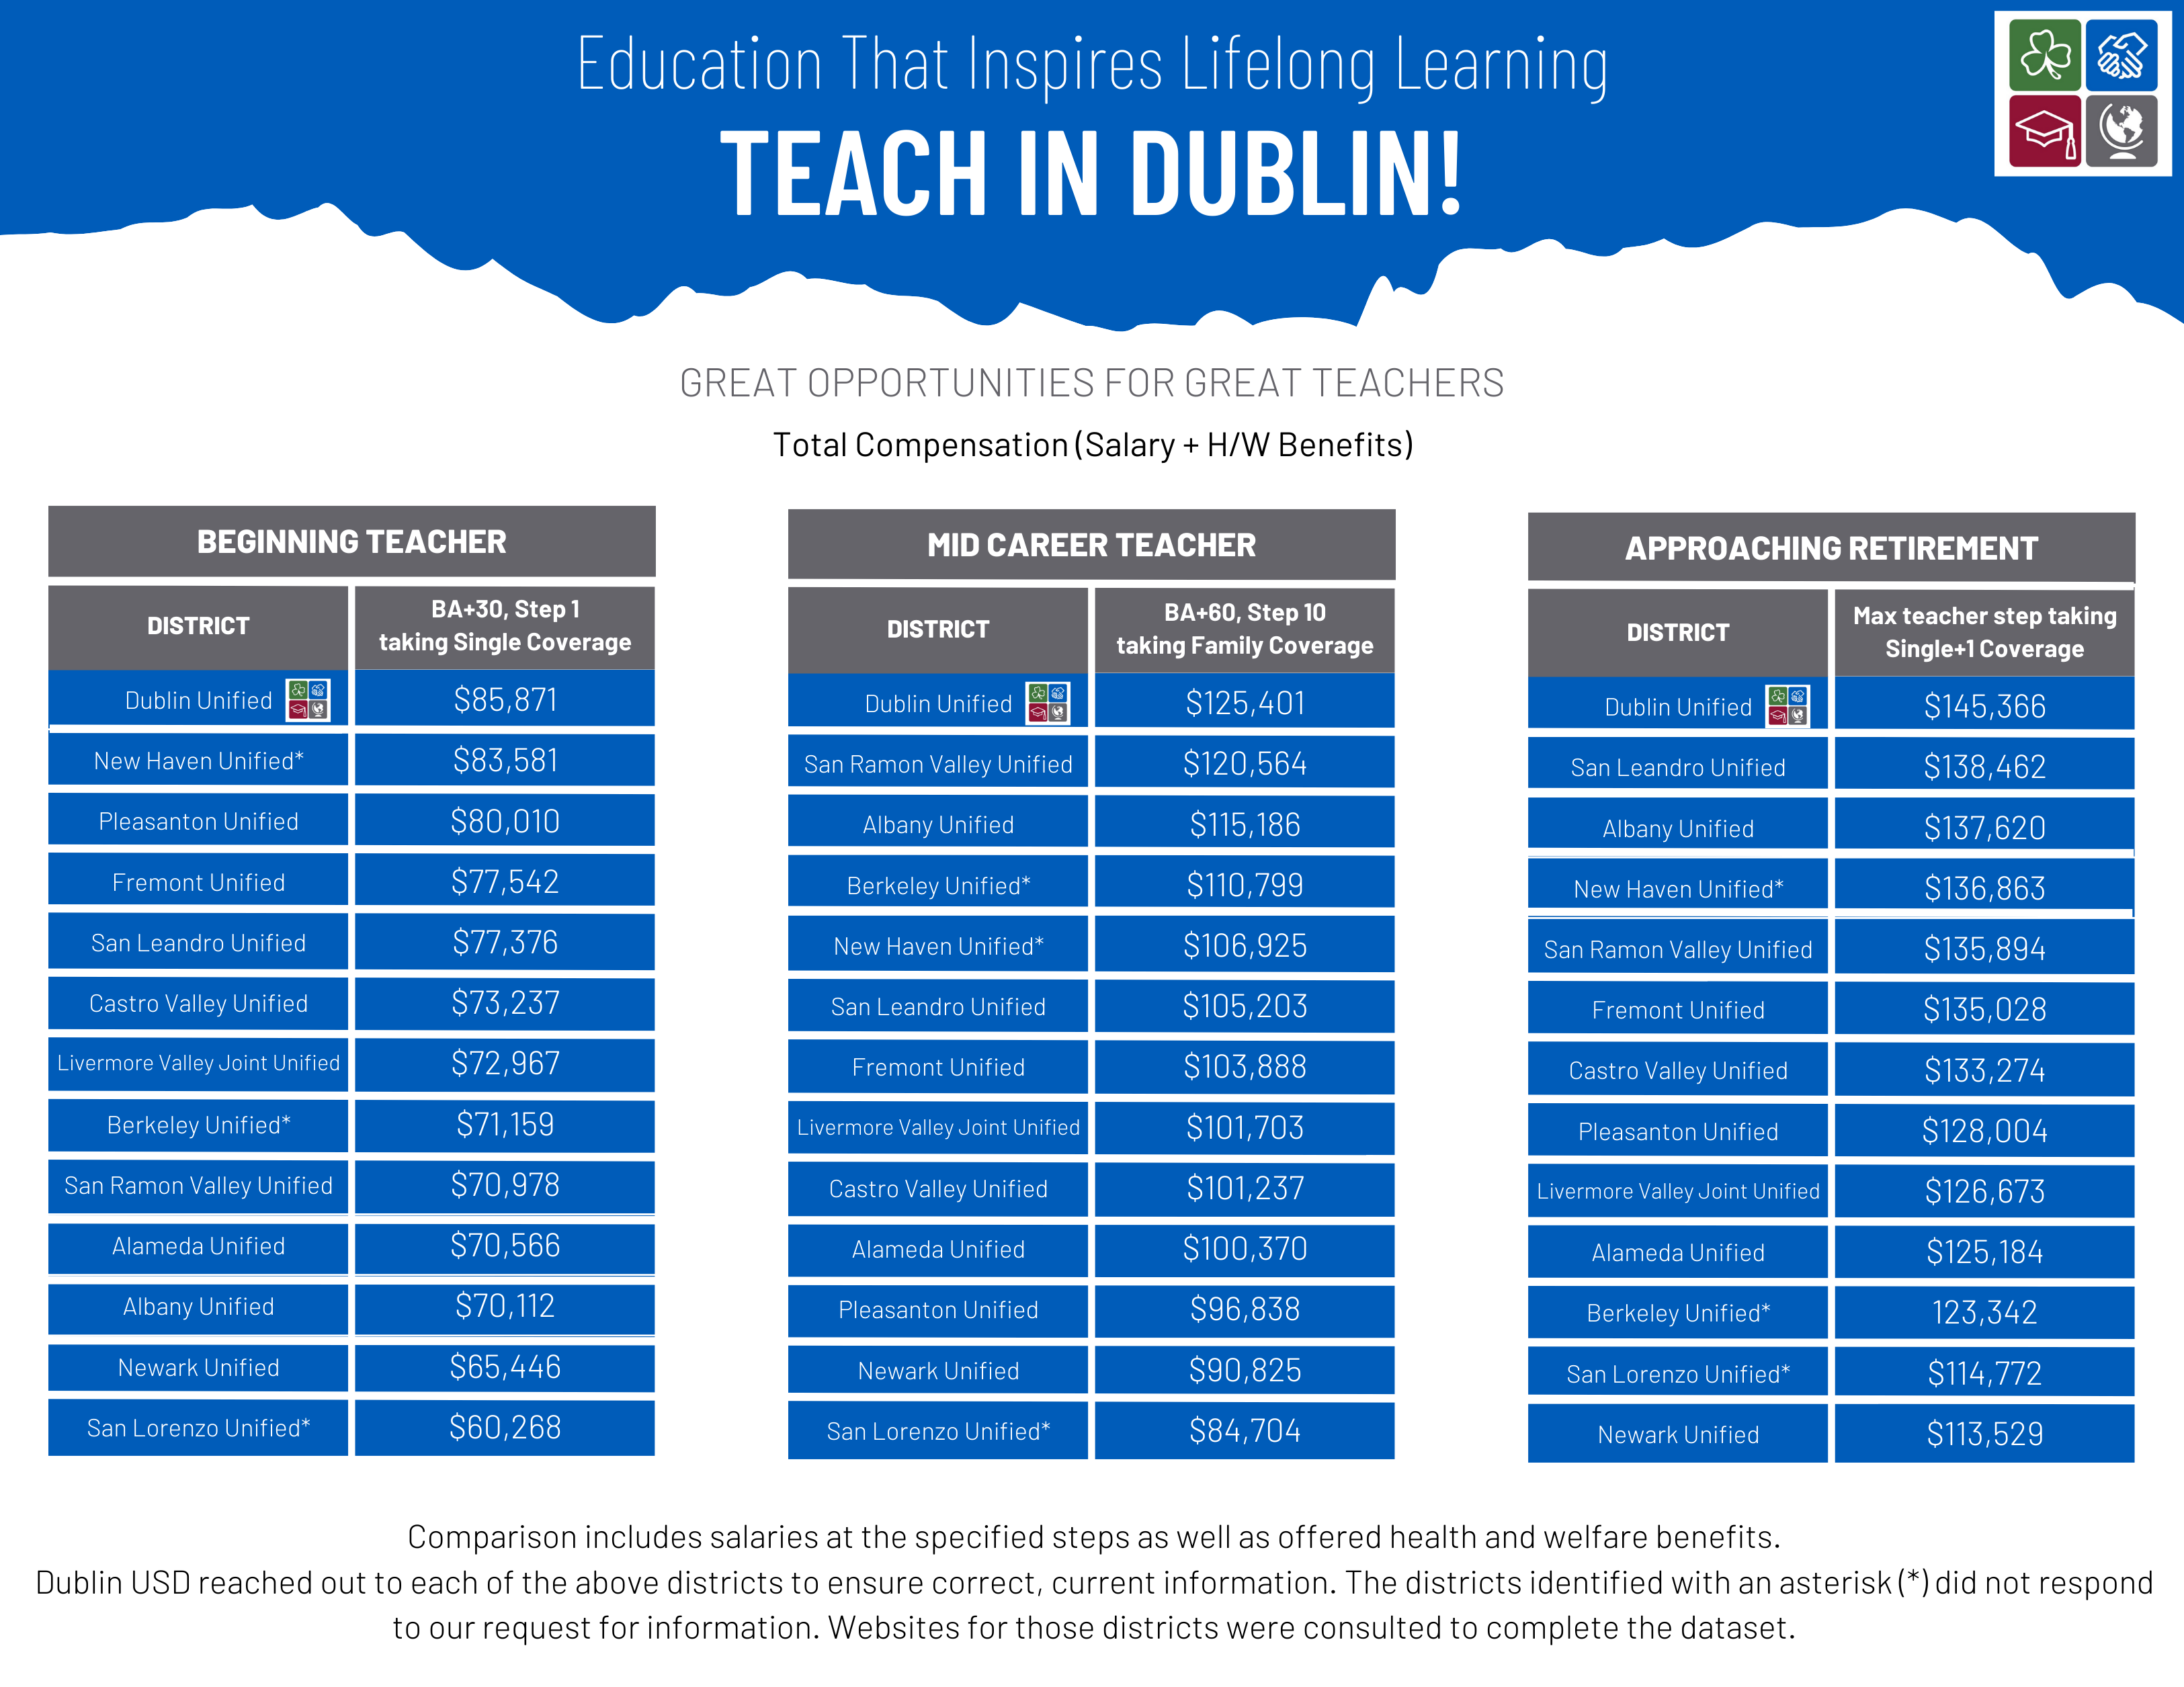 Education That Inspires Lifelong Learning
TEACH IN DUBLIN!
GREAT OPPORTUNITIES FOR GREAT TEACHERS
Total Compensation (Salary + H/W Benefits)
BEGINNING TEACHER
DISTRICT
BA+30, Step 1
taking Single Coverage
Dublin Unified $85,871
New Haven Unified* $83,581
Pleasanton Unified $80,010
Fremont Unified $77,542
San Leandro Unified $77,376
Castro Valley Unified $73,237
Livermore Valley Joint Unified $72,967
Berkeley Unified* $71,159
San Ramon Valley Unified $70,978
Alameda Unified $70,566
Albany Unified $70,112
Newark Unified $65,446
San Lorenzo Unified* $60,268
MID CAREER TEACHER
DISTRICT
BA+60, Step 10
taking Family Coverage
Dublin Unified $125,401
San Ramon Valley Unified $120,564
Albany Unified $115,186
Berkeley Unified* $110,799
New Haven Unified* $106,925
San Leandro Unified $105,203
Fremont Unified $103,888
Livermore Valley Joint Unified $101,703
Castro Valley Unified $101,237
Alameda Unified $100,370
Pleasanton Unified $96,838
Newark Unified $90,825
San Lorenzo Unified* $84,704
APPROACHING RETIREMENT
DISTRICT
Max teacher step taking
Single+1 Coverage
Dublin Unified $145,366
San Leandro Unified $138,462
Albany Unified $137,620
New Haven Unified* $136,863
San Ramon Valley Unified $135,894
Fremont Unified $135,028
Castro Valley Unified $133,274
Pleasanton Unified $128,004
Livermore Valley Joint Unified $126,673
Alameda Unified $125,184
Berkeley Unified* 123,342
San Lorenzo Unified* $114,772
Newark Unified $113,529
Comparison includes salaries at the specified steps as well as offered health and welfare benefits.
Dublin USD reached out to each of the above districts to ensure correct, current information. The districts identified with an asterisk (*) did not respond
to our request for information. Websites for those districts were consulted to complete the dataset.